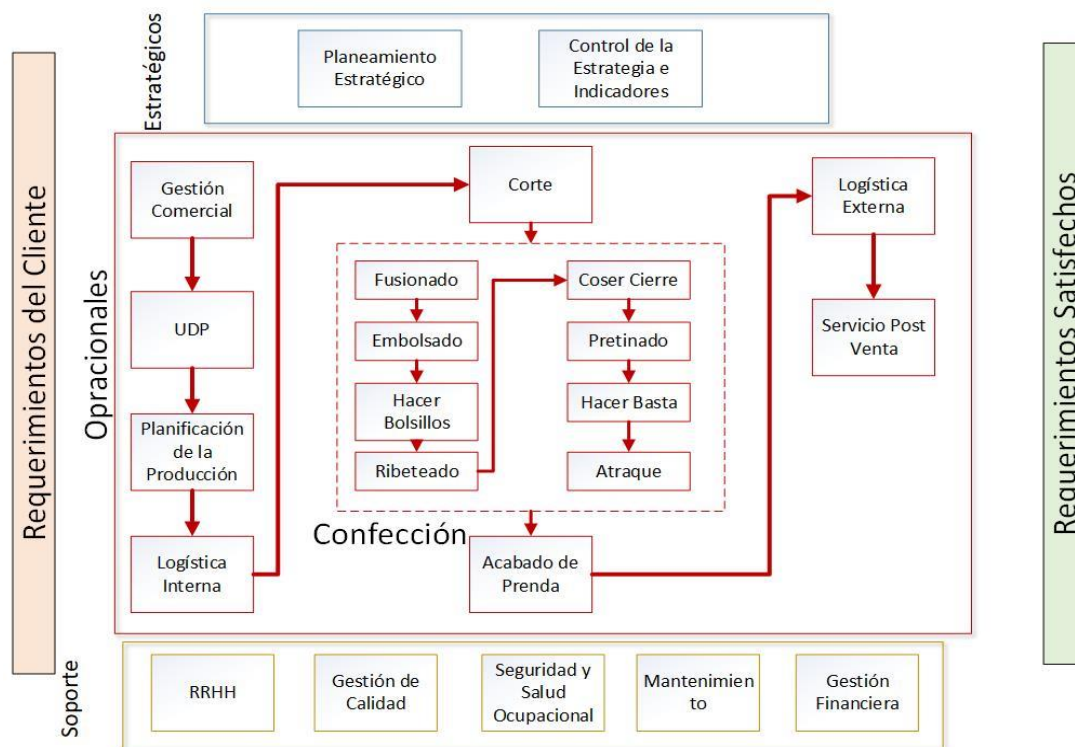 Estratégicos
Planeamiento
Estratégico
Control de la
Estrategia e
Indicadores
Requerimientos del Cliente
Opracionales
Gestión
Comercial
UDP
Planificación
de la
Producción
Logística
Interna
Corte
Fusionado
Embolsado
Hacer
Bolsillos
Ribeteado
Coser Cierre
Pretinado
Hacer Basta
Atraque
Confección
Acabado de
Prenda
Logística
Externa
Servicio Post
Venta
Requerimientos Satisfechos
Soporte
RRHH
Gestión de
Calidad
Seguridad y
Salud
Ocupacional
Mantenimien
to
Gestión
Financiera